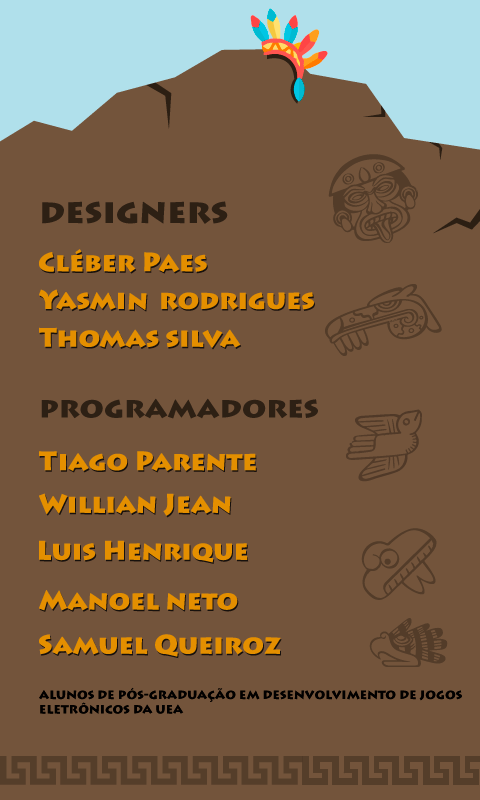 DESIGNERS
CLÉBER PAES
YASMIN RODRIGUES
THOMAS SILVA
PROGRAMADORES
TIAGO PARENTE
WILLIAN JEAN
LUIS HENRIQUE
MANOEL NETO
SAMUEL QUEIROZ
ALUNOS DE PÓS-GRADUAÇÃO EM DESENVOLVIMENTO DE JOGOS
ELETRÔNICOS DA UEA